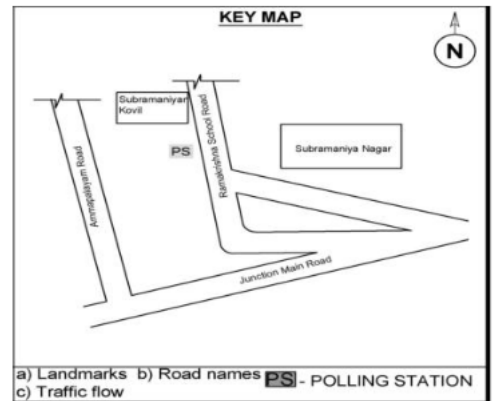 KEY MAP
N
Subramaniyar
Kovil
PS
Ramakrishna School Road
Subramaniya Nagar
Ammapalayam Road
Junction Main Road
a) Landmarks b) Road names PS - POLLING STATION
c) Traffic flow